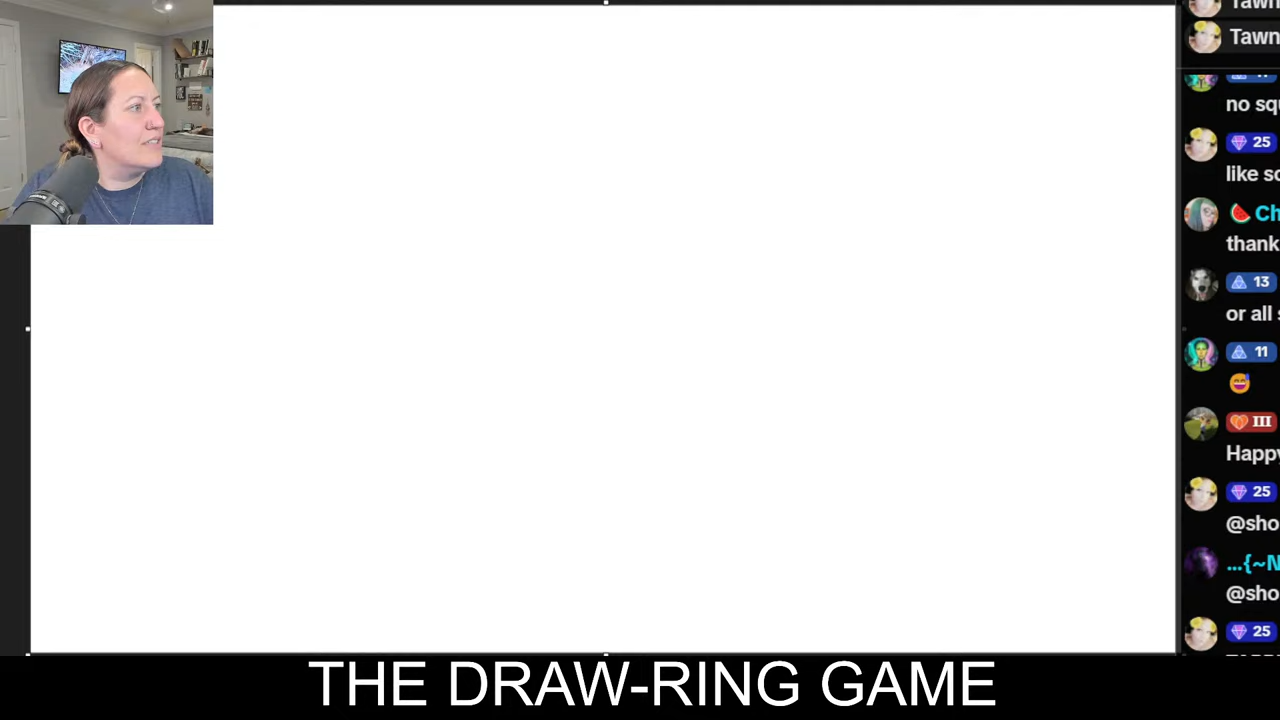 Tawn
Tawn
no squ
25
like so
Ch
thank
13
or all s
11
III
Happy
25
@sho
...{~N
@sho
25
THE DRAW-RING GAME